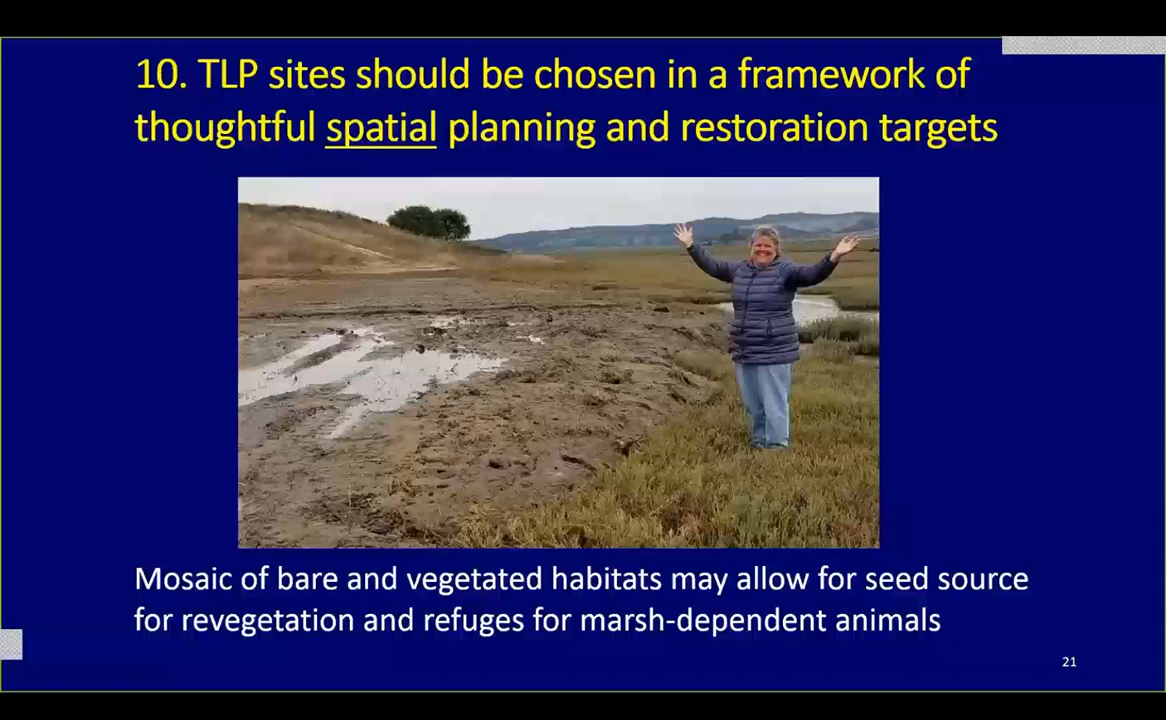 10. TLP sites should be chosen in a framework of
thoughtful spatial planning and restoration targets
Mosaic of bare and vegetated habitats may allow for seed source
for revegetation and refuges for marsh-dependent animals
21